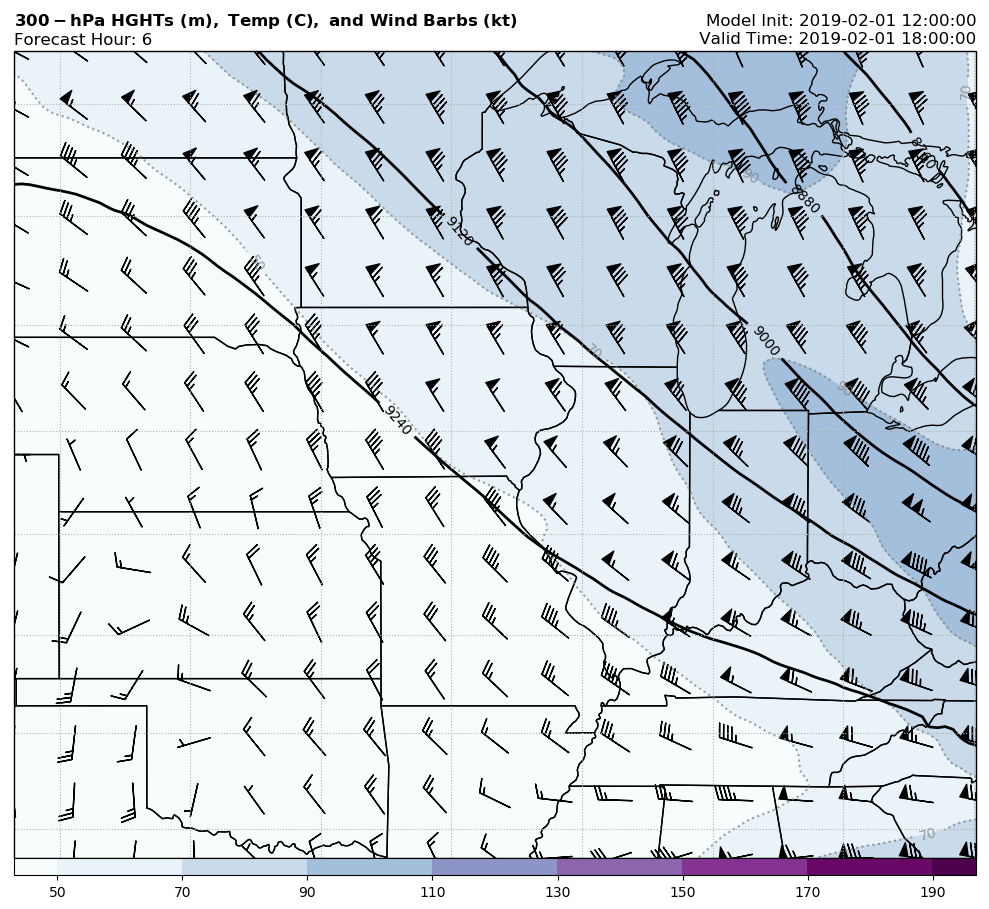 300-hPa HGHTs (m), Temp (C), and Wind Barbs (kt)
Model Init: 2019-02-01 12:00:00
Forecast Hour: 6
Valid Time: 2019-02-01 18:00:00
70
90
8880
9120
50
9000
70
90
9240
70
50 70 90 110 130 150 170 190